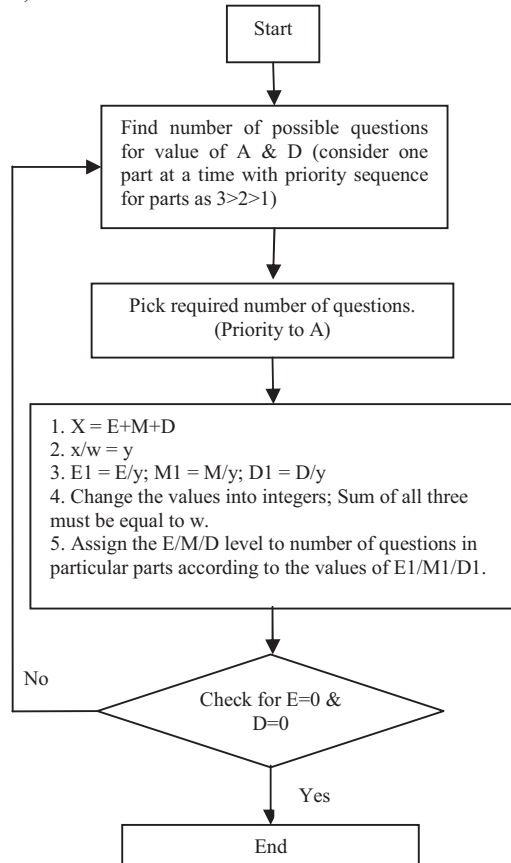 Start
Find number of possible questions
for value of A & D (consider one
part at a time with priority sequence
for parts as 3>2>1)
Pick required number of questions.
(Priority to A)
1. X = E+M+D
2. x/w = y
3. E1 = E/y; M1 = M/y; D1 = D/y
4. Change the values into integers; Sum of all three
must be equal to w.
5. Assign the E/M/D level to number of questions in
particular parts according to the values of E1/M1/D1.
No
Check for E=0 &
D=0
Yes
End